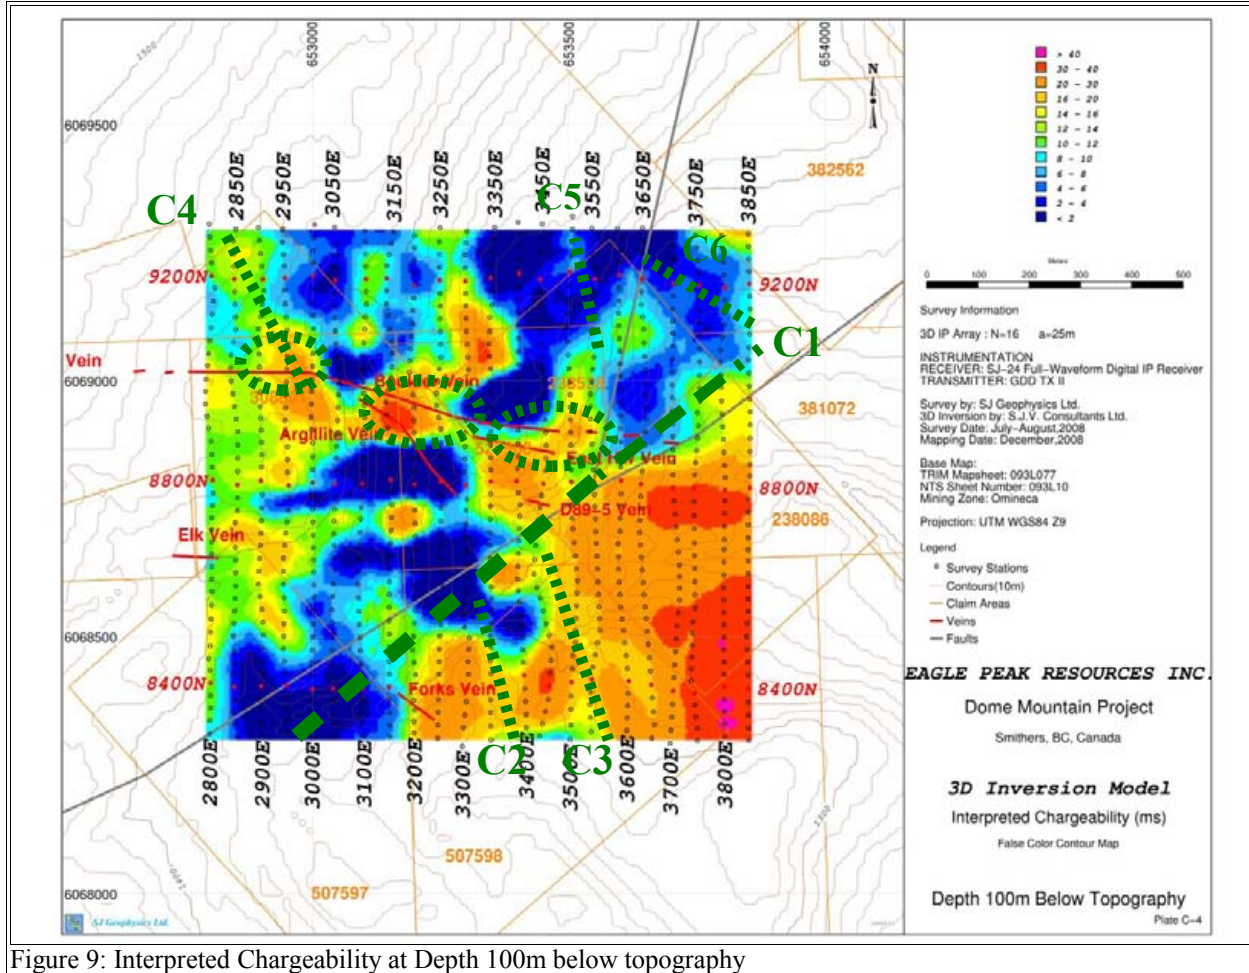 653000
653500
654000
6069500
6069000
6068500
6068000
N
2850E
2950E
3050E
3150E
3250E
3350E
3450E
3550E
3650E
3750E
3850E
C4
C5
C6
C1
C2
C3
9200N
9200N
8800N
8800N
8400N
8400N
382562
381072
238086
507598
507597
Vein
Argillite Vein
East Vein
D89-5 Vein
Elk Vein
Forks Vein
2800E
2900E
3000E
3100E
3200E
3300E
3400E
3500E
3600E
3700E
3800E
1500
1400
1300
SJ Geophysics Ltd.
> 40
30 - 40
20 - 30
16 - 20
14 - 16
12 - 14
10 - 12
8 - 10
6 - 8
4 - 6
2 - 4
< 2
Meters
0 100 200 300 400 500
Survey Information
3D IP Array : N=16 a=25m
INSTRUMENTATION
RECEIVER: SJ-24 Full-Waveform Digital IP Receiver
TRANSMITTER: GDD TX II
Survey by: SJ Geophysics Ltd.
3D Inversion by: S.J.V. Consultants Ltd.
Survey Date: July-August,2008
Mapping Date: December,2008
Base Map:
TRIM Mapsheet: 093L077
NTS Sheet Number: 093L10
Mining Zone: Omineca
Projection: UTM WGS84 Z9
Legend
Survey Stations
Contours(10m)
Claim Areas
Veins
Faults
EAGLE PEAK RESOURCES INC.
Dome Mountain Project
Smithers, BC, Canada
3D Inversion Model
Interpreted Chargeability (ms)
False Color Contour Map
Depth 100m Below Topography
Plate C-4
Figure 9: Interpreted Chargeability at Depth 100m below topography